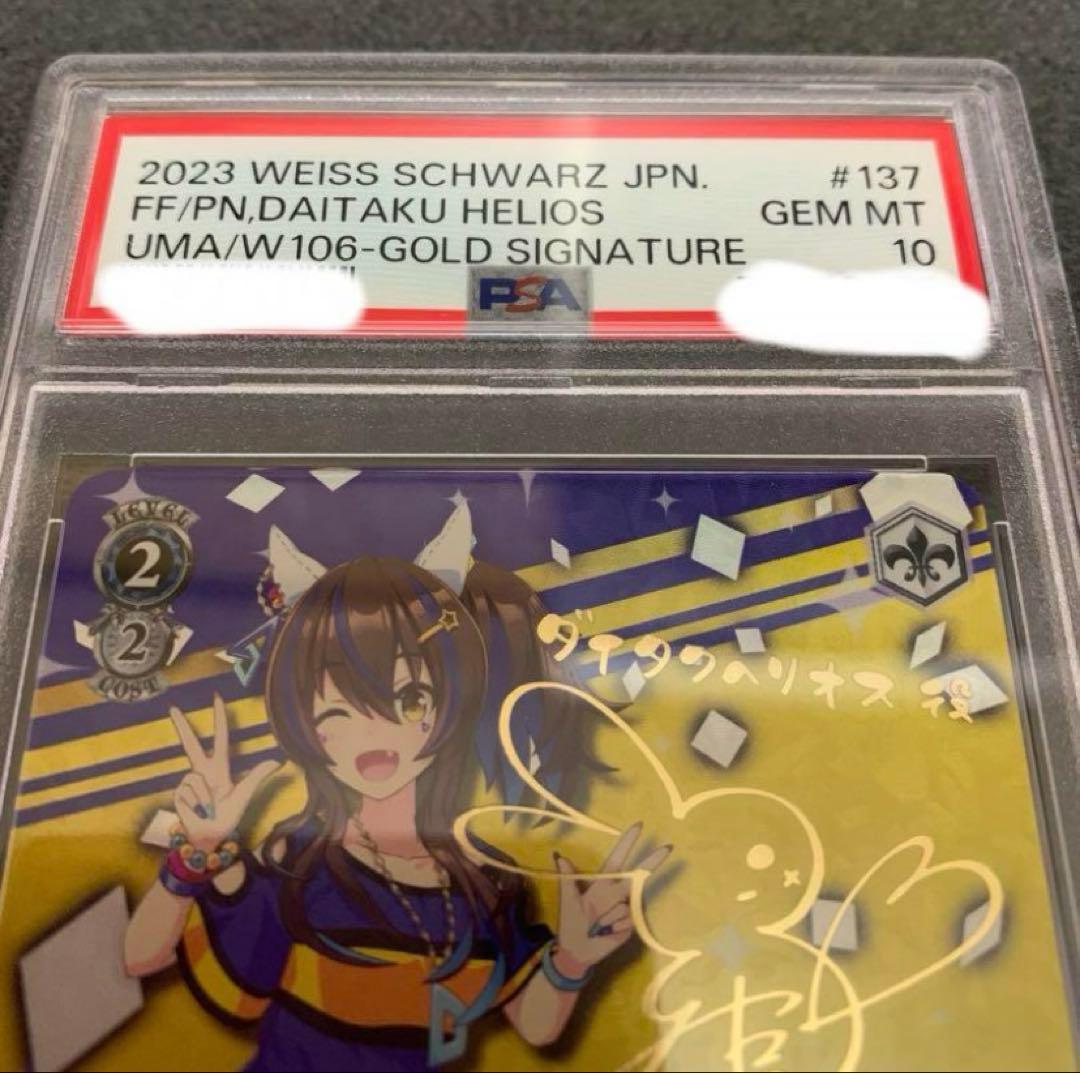 2023 WEISS SCHWARZ JPN. #137
FF/PN,DAITAKU HELIOS GEM MT
UMA/W106-GOLD SIGNATURE 10
PSA
LEVEL
2
2
COST
ダイタクヘリオス 役